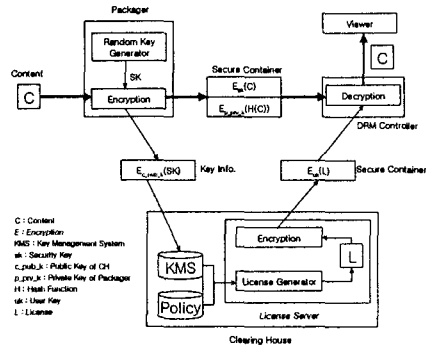 Packager
Random Key
Generator
SK
Content
C
Encryption
Secure Container
E_sk(C)
E_p_prv_k(H(C))
Viewer
C
Decryption
DRM Controller
E_c_pub_k(SK)
Key Info.
E_uk(L)
Secure Container
C : Content
E : Encryption
KMS : Key Management System
sk : Security Key
c_pub_k : Public Key of CH
p_prv_k : Private Key of Packager
H : Hash Function
uk : User Key
L : License
KMS
Policy
Encryption
License Generator
L
License Server
Clearing House